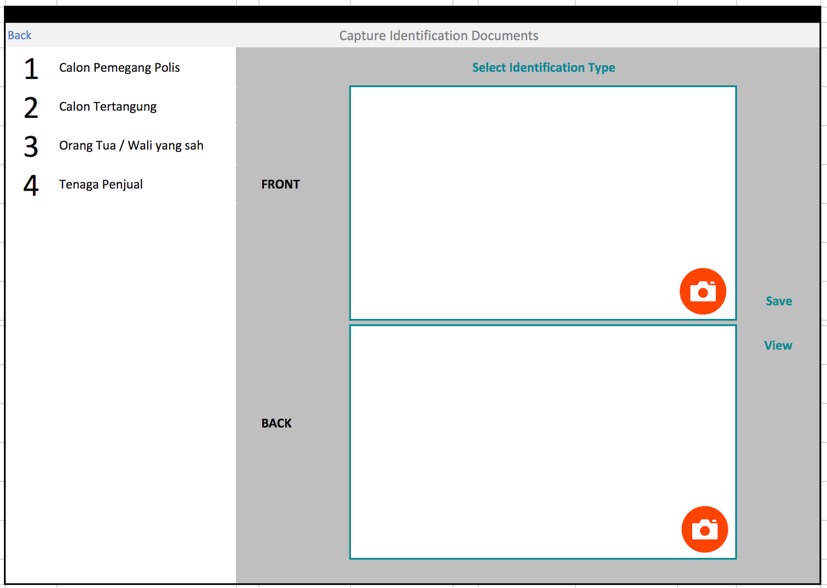 Back
Capture Identification Documents
1 Calon Pemegang Polis
2 Calon Tertangung
3 Orang Tua / Wali yang sah
4 Tenaga Penjual
Select Identification Type
FRONT
Save
View
BACK